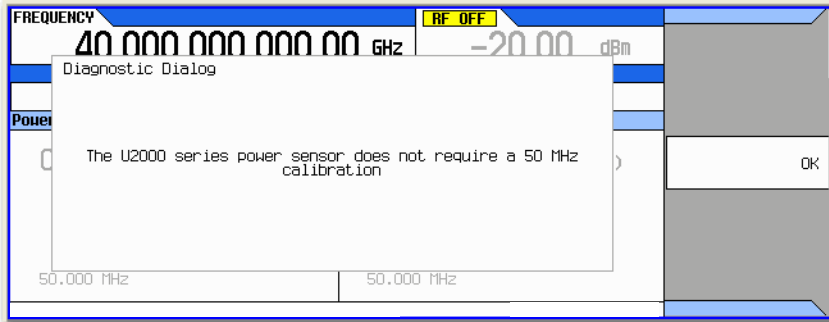 FREQUENCY
RF OFF
40.000 000 000 00 GHz
-20.00 dBm
Diagnostic Dialog
Power
The U2000 series power sensor does not require a 50 MHz
calibration
OK
50.000 MHz
50.000 MHz